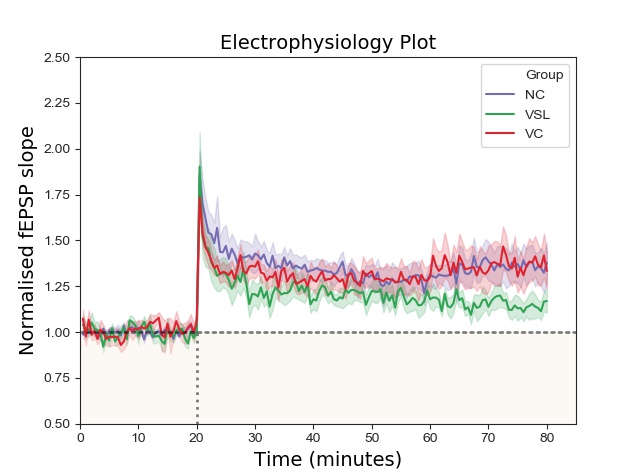 Electrophysiology Plot
Normalised fEPSP slope
2.50
2.25
2.00
1.75
1.50
1.25
1.00
0.75
0.50
Group
NC
VSL
VC
0 10 20 30 40 50 60 70 80
Time (minutes)